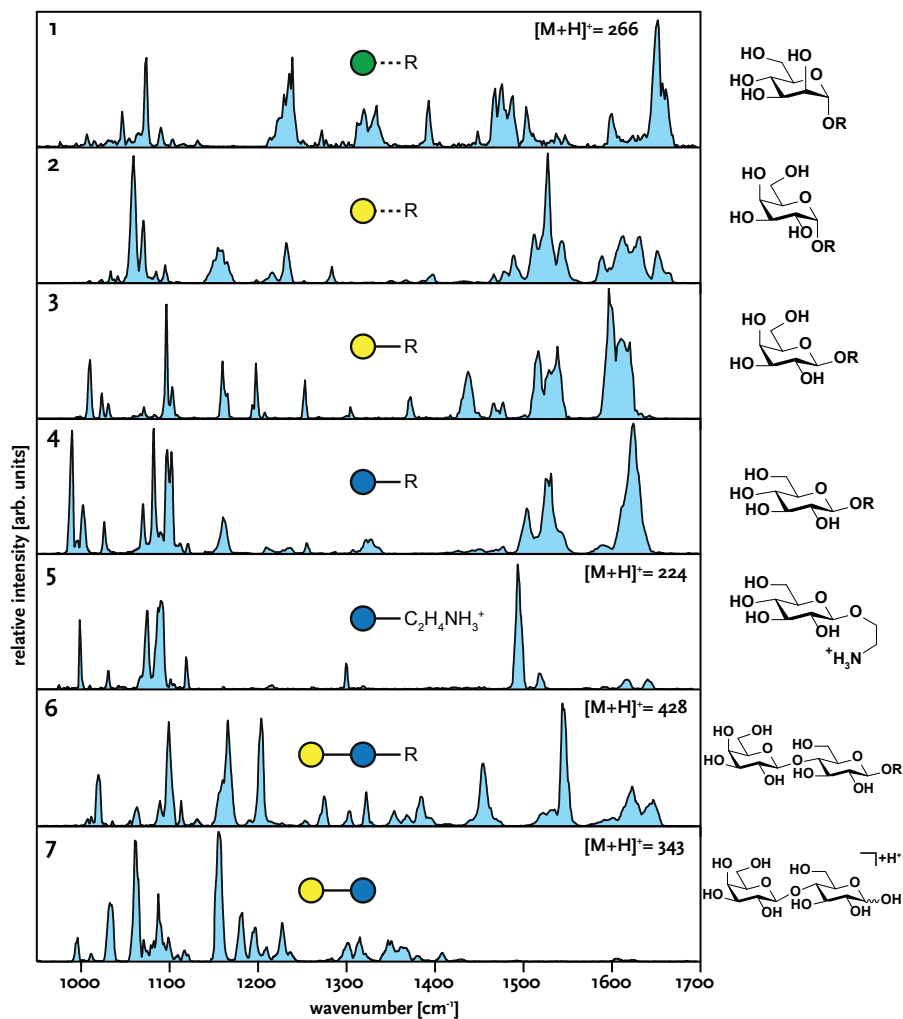 1
[M+H]⁺= 266
R
HO
HO
HO
HO
O
OR
2
R
HO
OH
O
HO
HO
OR
3
R
HO
OH
O
HO
OR
OH
4
R
HO
HO
O
HO
OR
OH
5
[M+H]⁺= 224
C₂H₄NH₃⁺
HO
HO
O
HO
O
OH
⁺H₃N
6
[M+H]⁺= 428
R
HO
OH
O
HO
O
HO
O
HO
OR
OH
OH
7
[M+H]⁺= 343
⁺H⁺
HO
OH
O
HO
O
HO
O
HO
OH
OH
OH
relative intensity [arb. units]
1000 1100 1200 1300 1400 1500 1600 1700
wavenumber [cm⁻¹]